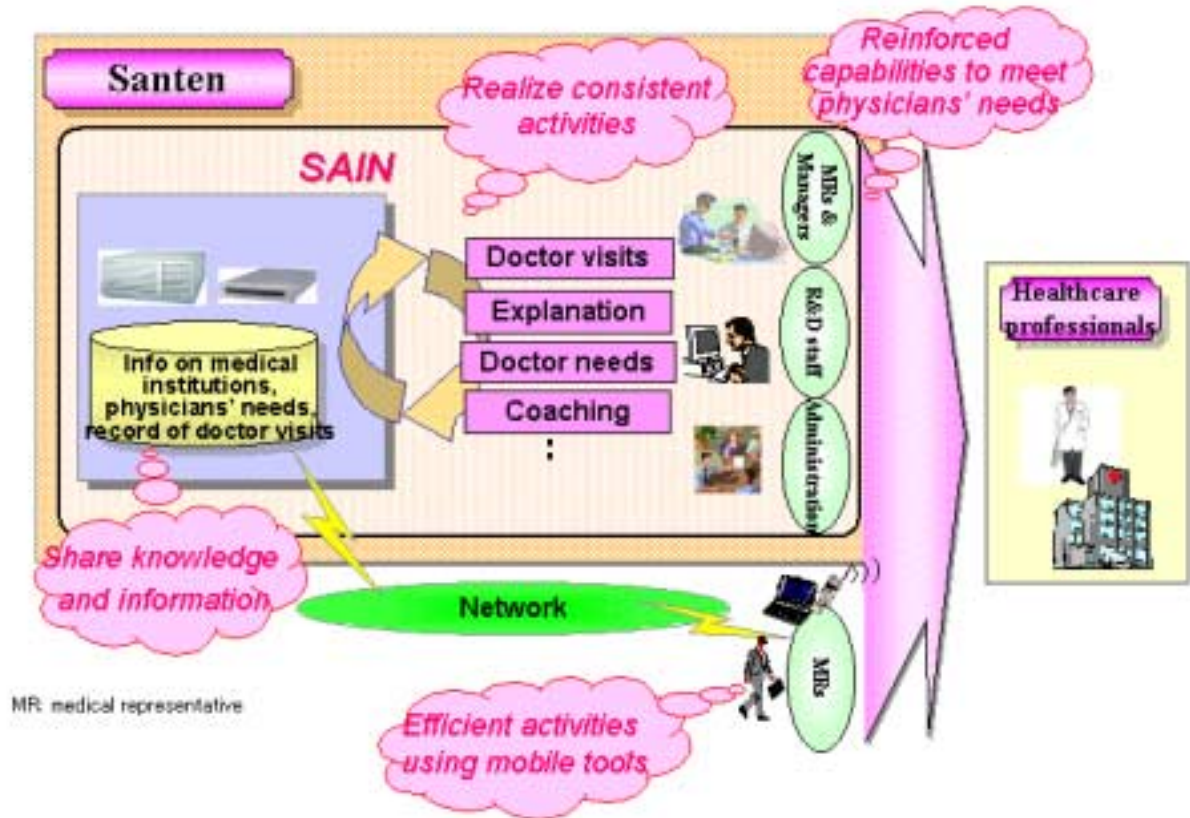 Santen
Realize consistent
activities
Reinforced
capabilities to meet
physicians' needs
SAIN
MRs &
Managers
Doctor visits
Explanation
Doctor needs
Coaching
:
R&D staff
Administration
Info on medical
institutions,
physicians' needs,
record of doctor visits
Healthcare
professionals
Share knowledge
and information
Network
MRs
MR: medical representative
Efficient activities
using mobile tools